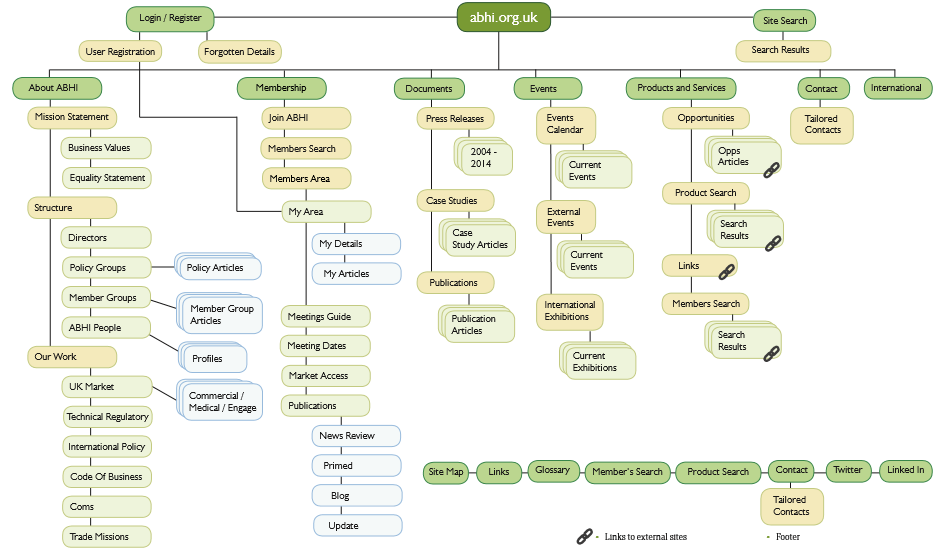 abhi.org.uk
Login / Register
Site Search
User Registration
Forgotten Details
Search Results
About ABHI
Mission Statement
Business Values
Equality Statement
Structure
Directors
Policy Groups
Policy Articles
Member Groups
Member Group
Articles
ABHI People
Profiles
Our Work
UK Market
Commercial /
Medical / Engage
Technical Regulatory
International Policy
Code Of Business
Coms
Trade Missions
Membership
Join ABHI
Members Search
Members Area
My Area
My Details
My Articles
Meetings Guide
Meeting Dates
Market Access
Publications
News Review
Primed
Blog
Update
Documents
Press Releases
2004 -
2014
Case Studies
Case
Study Articles
Publications
Publication
Articles
Events
Events
Calendar
Current
Events
External
Events
Current
Events
International
Exhibitions
Current
Exhibitions
Products and Services
Opportunities
Opps
Articles
Product Search
Search
Results
Links
Members Search
Search
Results
Contact
Tailored
Contacts
International
Site Map
Links
Glossary
Member's Search
Product Search
Contact
Twitter
Linked In
Tailored
Contacts
- Links to external sites
- Footer